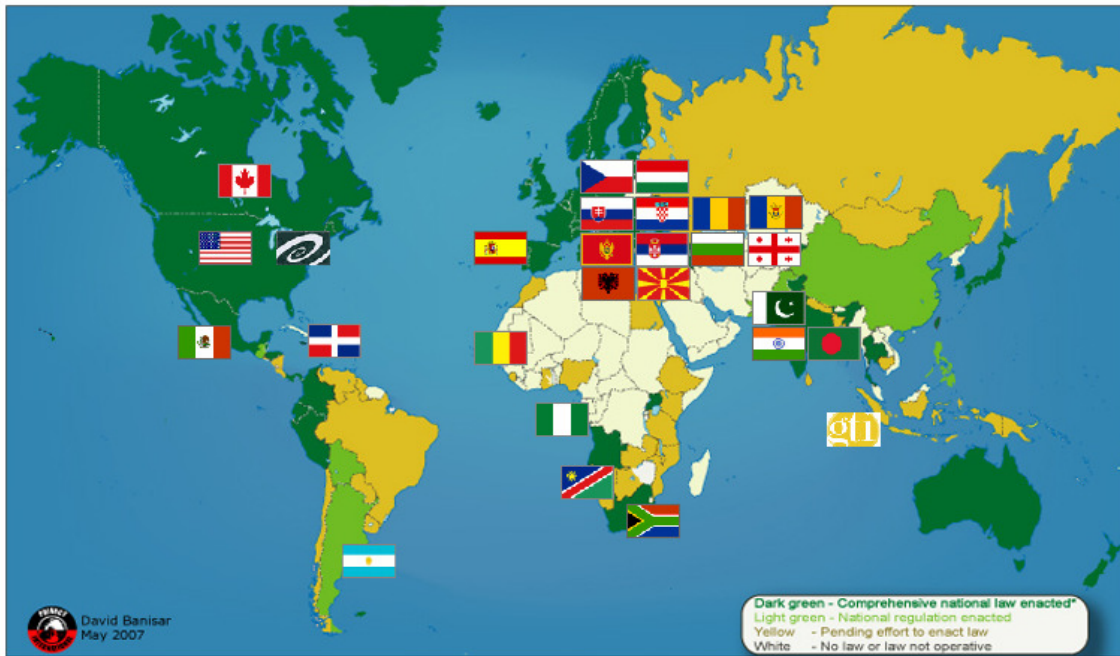 gti
David Banisar
May 2007
Dark green - Comprehensive national law enacted*
Light green - National regulation enacted
Yellow - Pending effort to enact law
White - No law or law not operative